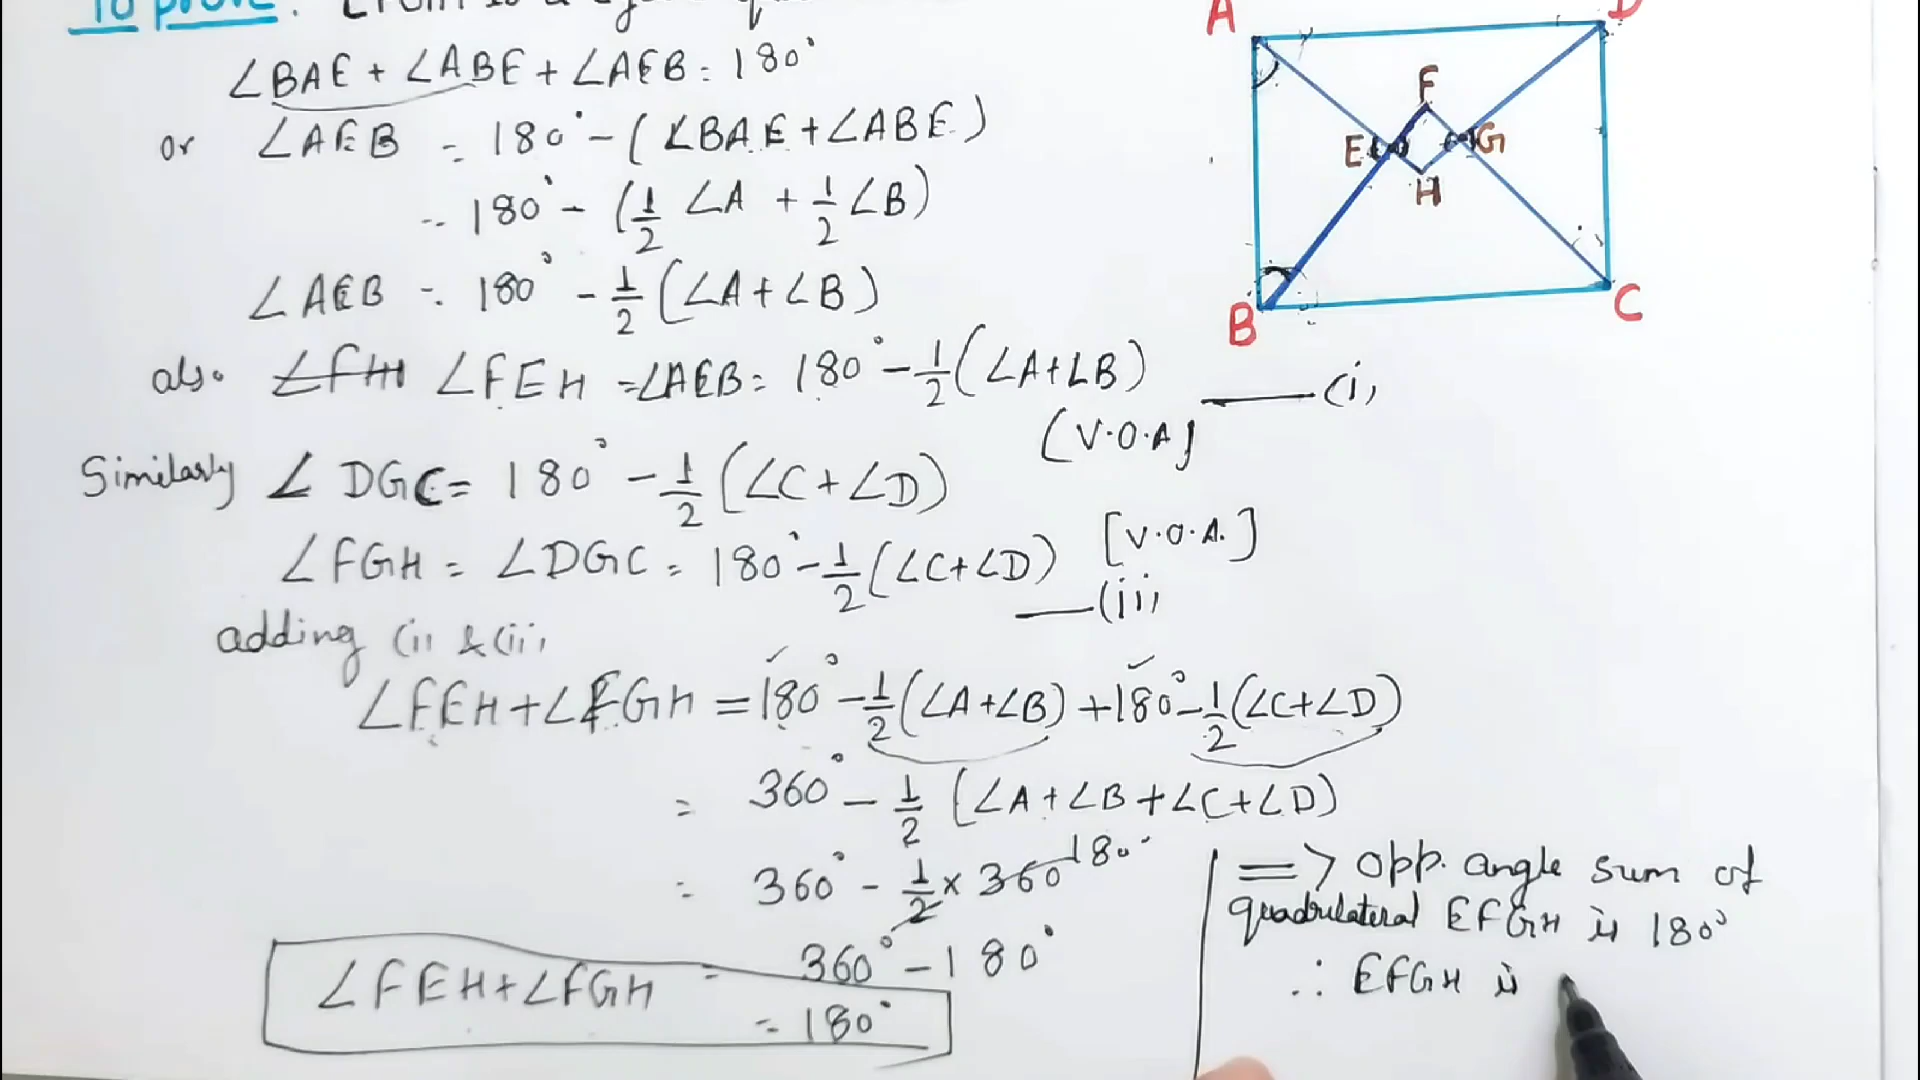 To prove:
∠BAE + ∠ABE + ∠AEB = 180°
or ∠AEB = 180° - (∠BAE + ∠ABE)
= 180° - (1/2 ∠A + 1/2 ∠B)
∠AEB = 180° - 1/2 (∠A + ∠B)
also ∠FEH = ∠AEB = 180° - 1/2 (∠A + ∠B) —— (i)
(V.O.A)
Similarly ∠DGC = 180° - 1/2 (∠C + ∠D)
∠FGH = ∠DGC = 180° - 1/2 (∠C + ∠D) [V.O.A.]
—— (ii)
adding (i) & (ii)
∠FEH + ∠FGH = 180° - 1/2 (∠A + ∠B) + 180° - 1/2 (∠C + ∠D)
= 360° - 1/2 (∠A + ∠B + ∠C + ∠D)
= 360° - 1/2 × 360 180°
= 360° - 180°
∠FEH + ∠FGH = 180°
=> opp. angle sum of
quadrilateral EFGH is 180°
∴ EFGH is
A
D
F
E
G
H
B
C